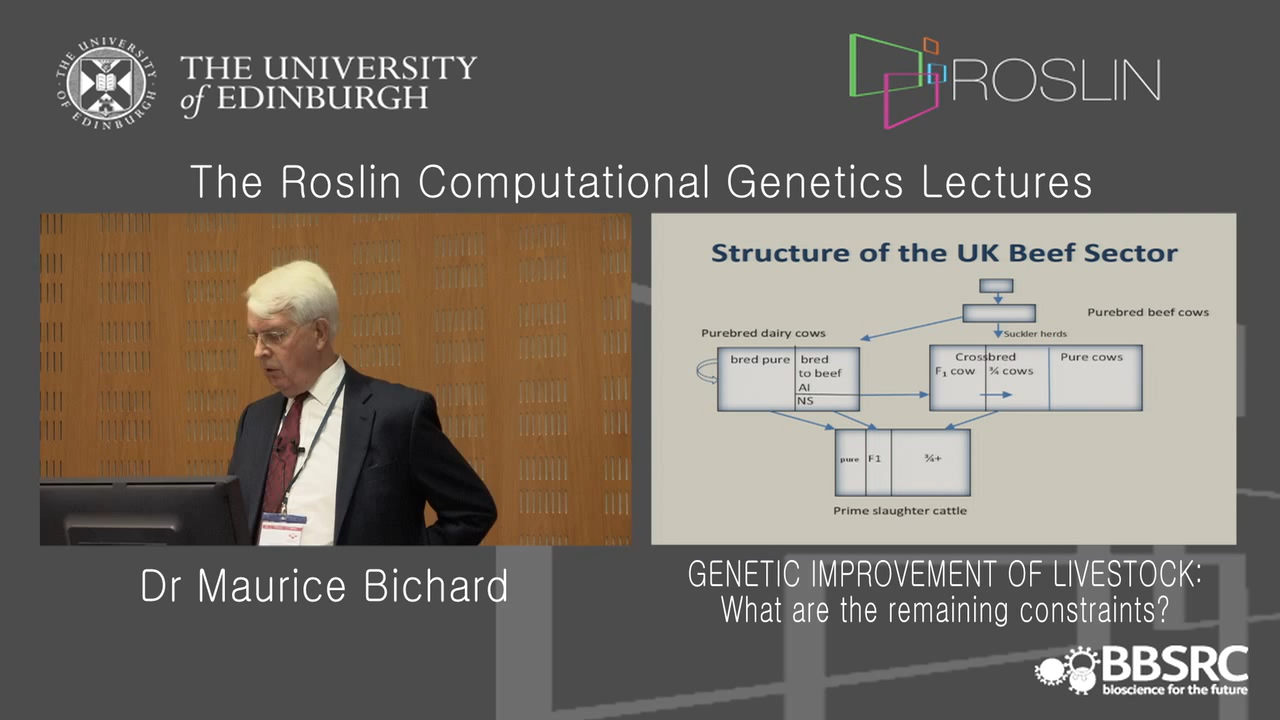 THE UNIVERSITY
of EDINBURGH
THE UNIVERSITY
OF EDINBURGH
ROSLIN
The Roslin Computational Genetics Lectures
Structure of the UK Beef Sector
Purebred beef cows
Purebred dairy cows
Suckler herds
bred pure
bred
to beef
AI
NS
Crossbred
F₁ cow
¾ cows
Pure cows
pure
F1
¾+
Prime slaughter cattle
Dr Maurice Bichard
GENETIC IMPROVEMENT OF LIVESTOCK:
What are the remaining constraints?
BBSRC
bioscience for the future